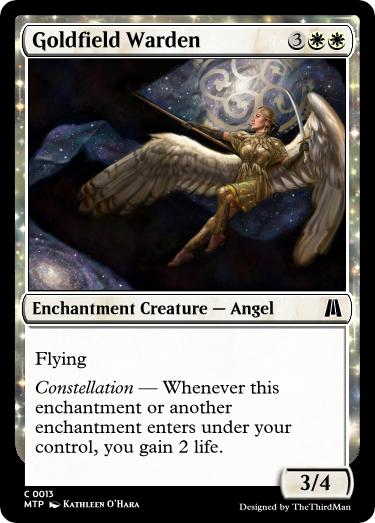 Goldfield Warden 3
Enchantment Creature — Angel
Flying
Constellation — Whenever this
enchantment or another
enchantment enters under your
control, you gain 2 life.
3/4
C 0013
MTP Kathleen O'Hara
Designed by TheThirdMan